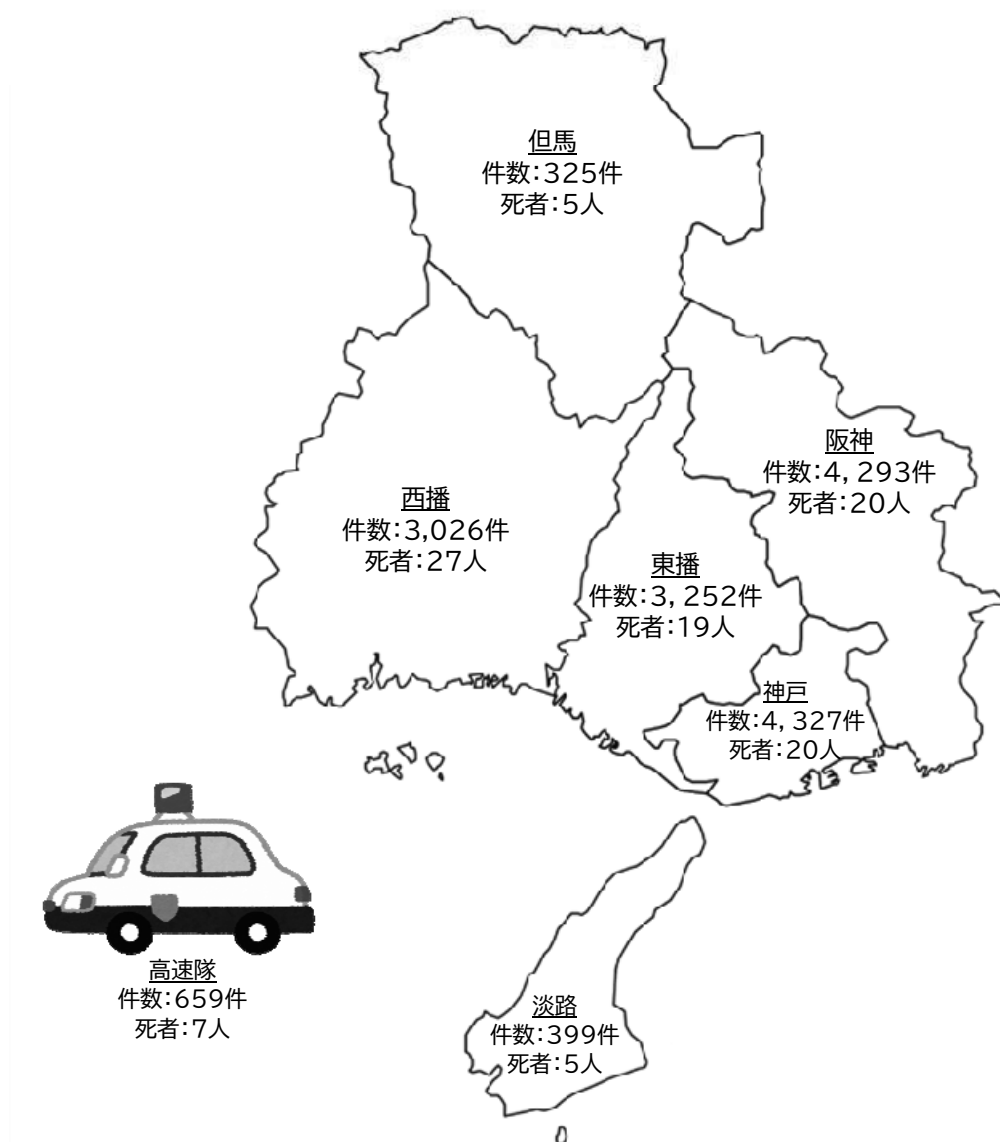 但馬
件数:325件
死者:5人
阪神
件数:4,293件
死者:20人
西播
件数:3,026件
死者:27人
東播
件数:3,252件
死者:19人
神戸
件数:4,327件
死者:20人
高速隊
件数:659件
死者:7人
淡路
件数:399件
死者:5人